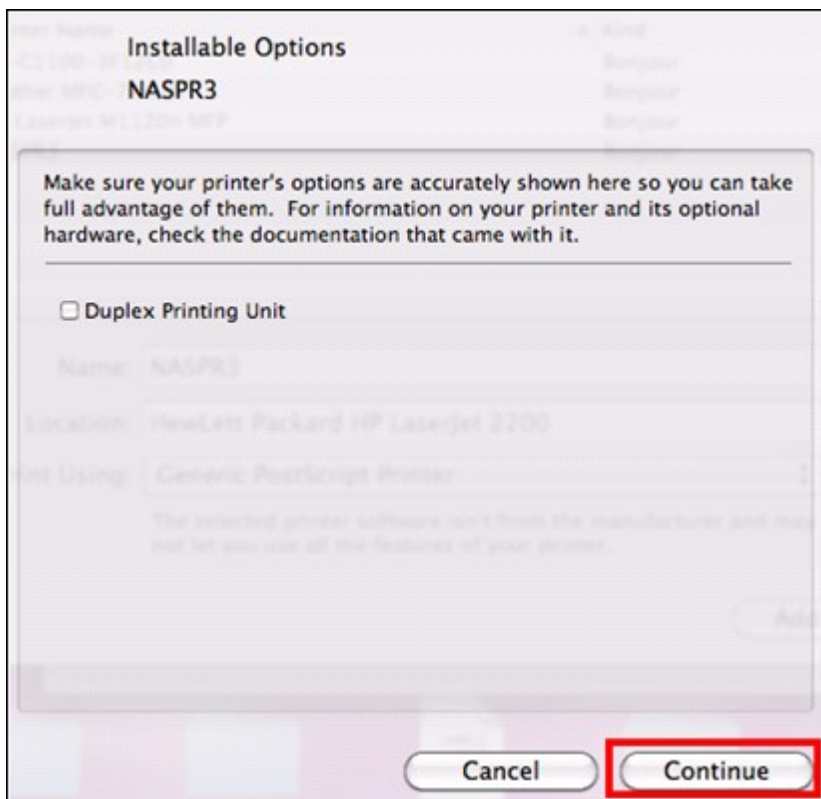 Installable Options
NASPR3
Make sure your printer's options are accurately shown here so you can take
full advantage of them. For information on your printer and its optional
hardware, check the documentation that came with it.
Duplex Printing Unit
Name: NASPR3
Location: HewLett Packard HP LaserJet 2200
Using: Generic PostScript Printer
The selected printer software isn't from the manufacturer and may
not let you use all the features of your printer.
Add
Cancel
Continue